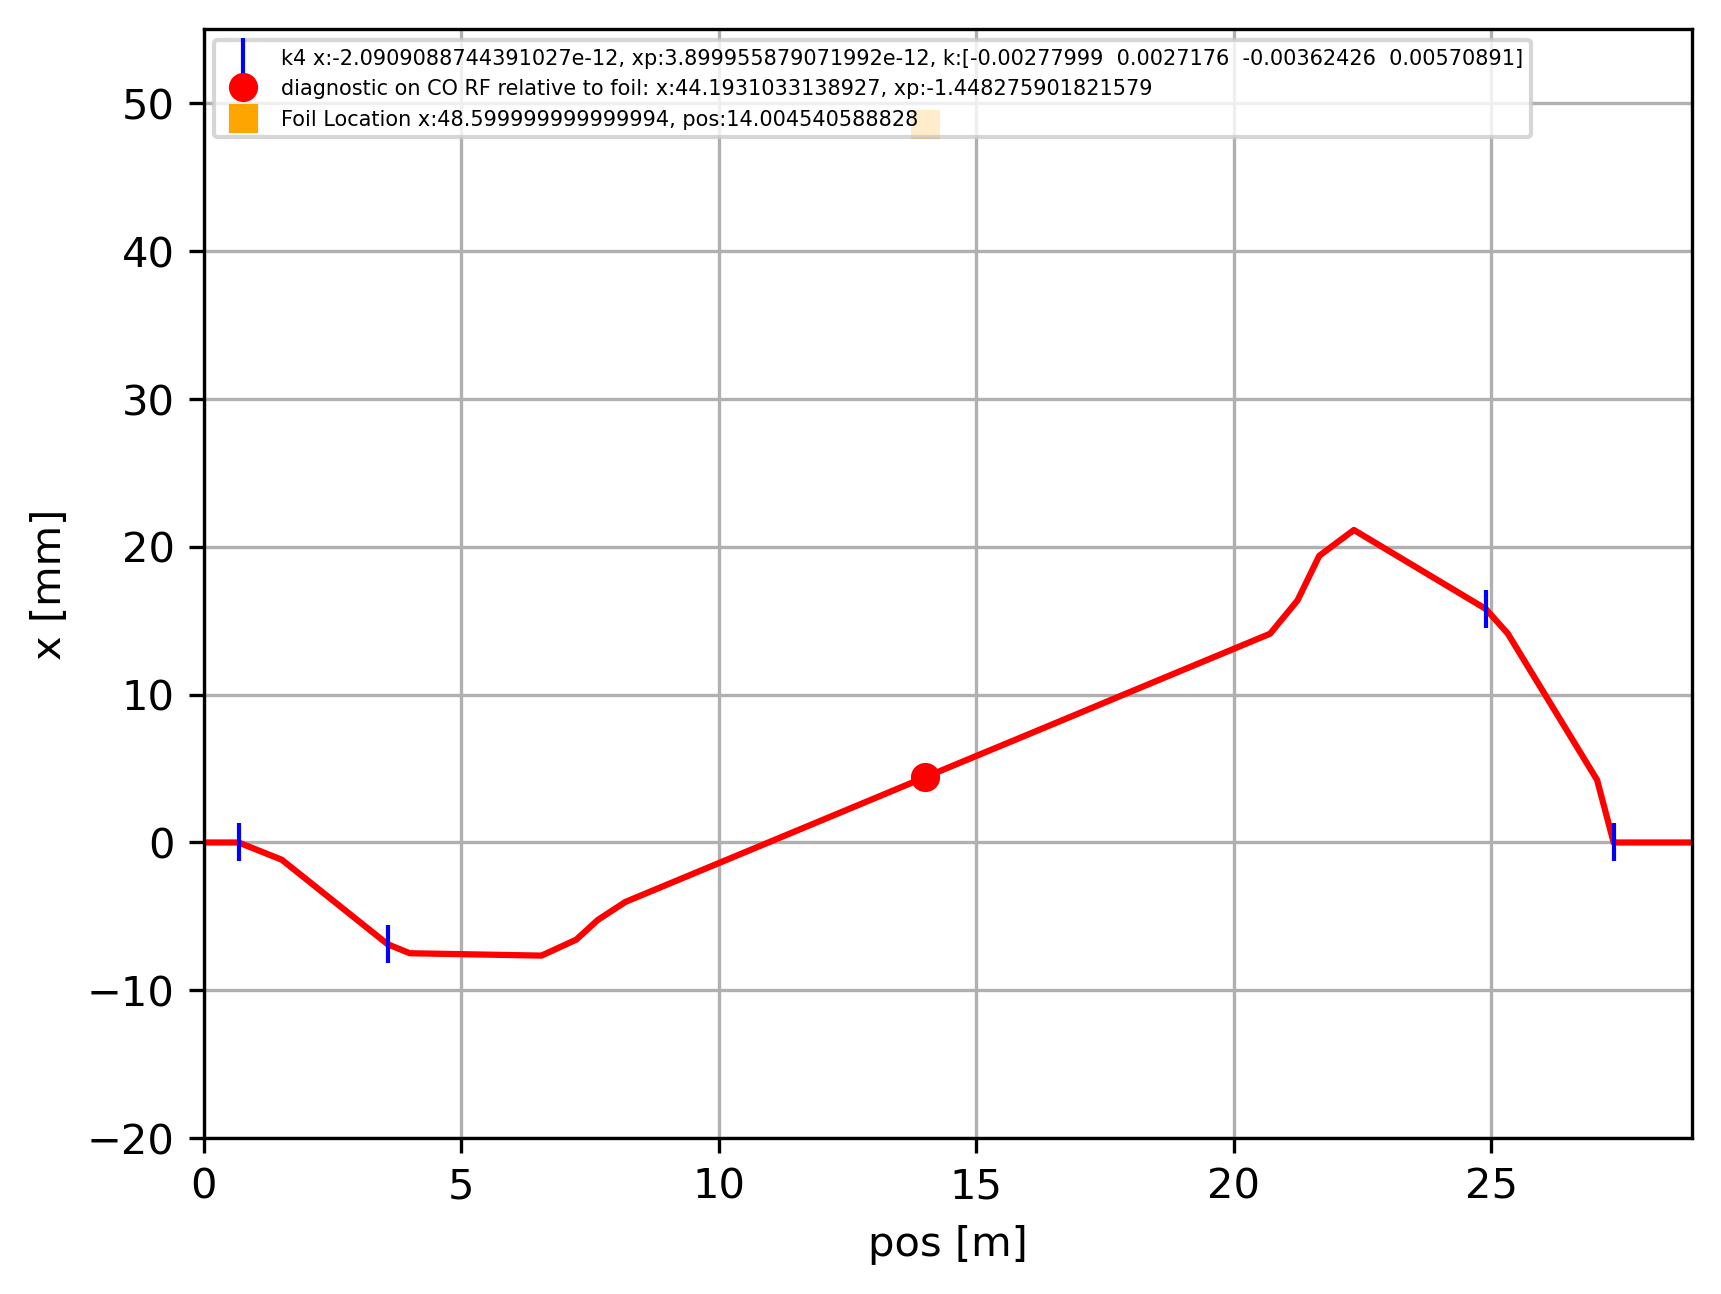 k4 x:-2.0909088744391027e-12, xp:3.899955879071992e-12, k:[-0.00277999  0.0027176  -0.00362426  0.00570891]
diagnostic on CO RF relative to foil: x:44.1931033138927, xp:-1.448275901821579
Foil Location x:48.599999999999994, pos:14.004540588828
50
40
30
20
10
0
−10
−20
x [mm]
0 5 10 15 20 25
pos [m]